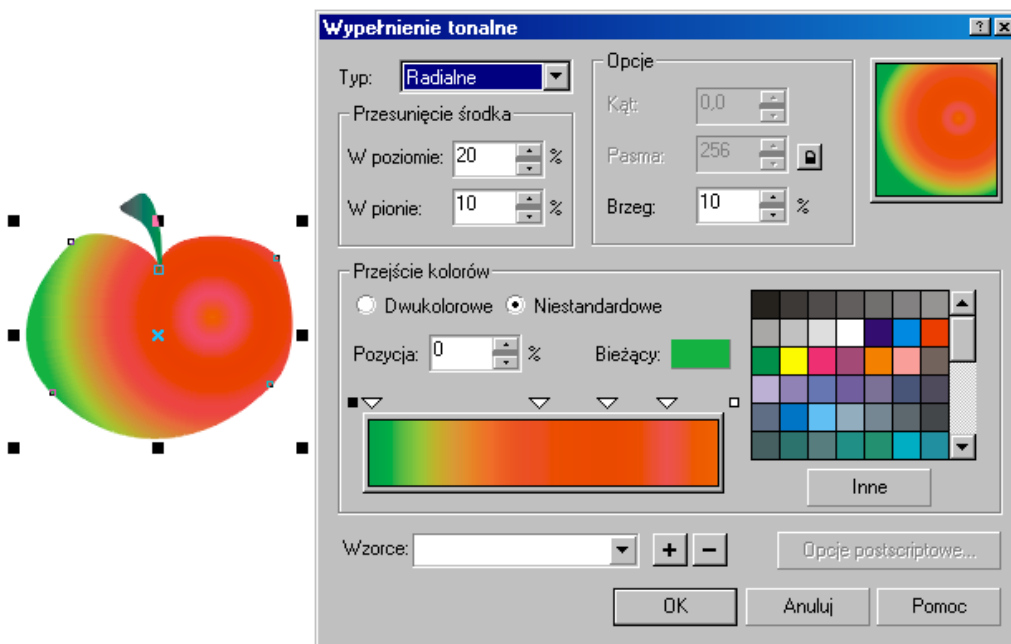 Wypełnienie tonalne
Typ: Radialne
Przesunięcie środka
W poziomie: 20 %
W pionie: 10 %
Opcje
Kąt: 0,0
Pasma: 256
Brzeg: 10 %
Przejście kolorów
Dwukolorowe Niestandardowe
Pozycja: 0 % Bieżący:
Inne
Wzorce: + − Opcje postscriptowe...
OK Anuluj Pomoc